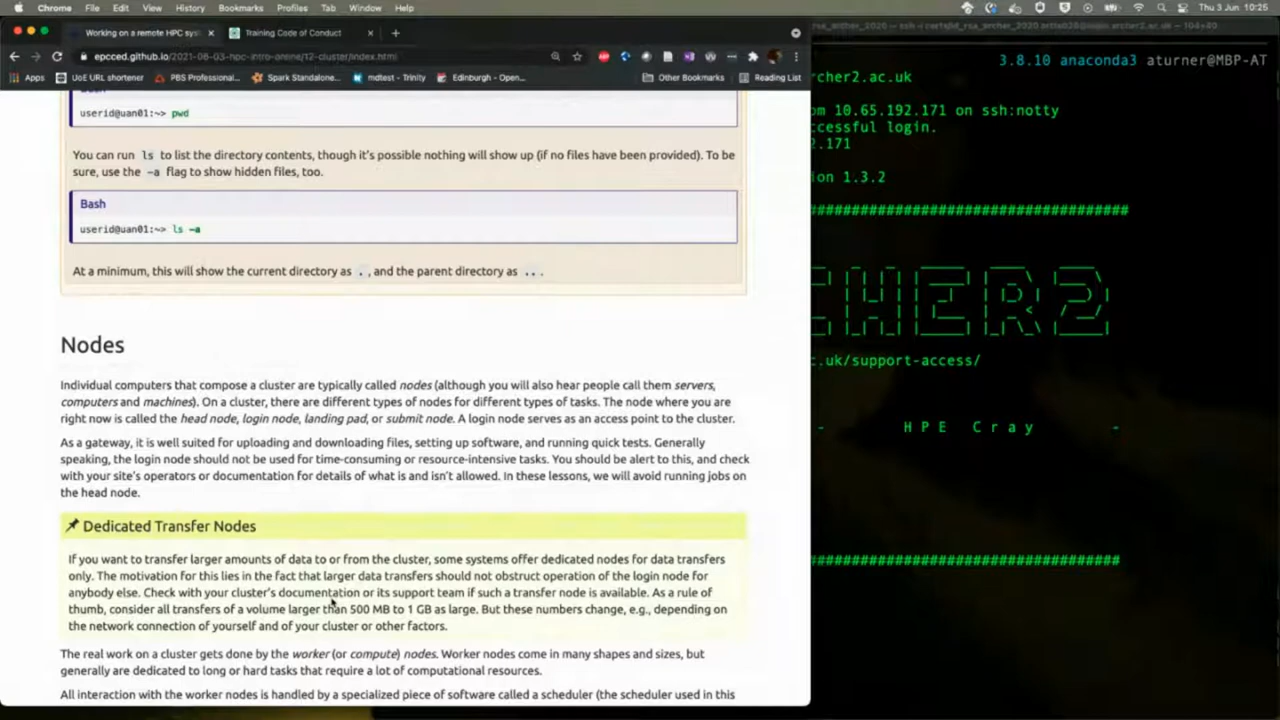 Chrome File Edit View History Bookmarks Profiles Tab Window Help
Thu 3 Jun 10:25
Working on a remote HPC sys
Training Code of Conduct
epcced.github.io/2021-06-03-hpc-intro-online/12-cluster/index.html
Apps UoE URL shortener PBS Professional... Spark Standalone... mdtest - Trinity Edinburgh - Open... Other Bookmarks Reading List
userid@uan01:~> pwd
You can run ls to list the directory contents, though it's possible nothing will show up (if no files have been provided). To be
sure, use the -a flag to show hidden files, too.
Bash
userid@uan01:~> ls -a
At a minimum, this will show the current directory as ., and the parent directory as ...
Nodes
Individual computers that compose a cluster are typically called nodes (although you will also hear people call them servers,
computers and machines). On a cluster, there are different types of nodes for different types of tasks. The node where you are
right now is called the head node, login node, landing pad, or submit node. A login node serves as an access point to the cluster.
As a gateway, it is well suited for uploading and downloading files, setting up software, and running quick tests. Generally
speaking, the login node should not be used for time-consuming or resource-intensive tasks. You should be alert to this, and check
with your site's operators or documentation for details of what is and isn't allowed. In these lessons, we will avoid running jobs on
the head node.
Dedicated Transfer Nodes
If you want to transfer larger amounts of data to or from the cluster, some systems offer dedicated nodes for data transfers
only. The motivation for this lies in the fact that larger data transfers should not obstruct operation of the login node for
anybody else. Check with your cluster's documentation or its support team if such a transfer node is available. As a rule of
thumb, consider all transfers of a volume larger than 500 MB to 1 GB as large. But these numbers change, e.g., depending on
the network connection of yourself and of your cluster or other factors.
The real work on a cluster gets done by the worker (or compute) nodes. Worker nodes come in many shapes and sizes, but
generally are dedicated to long or hard tasks that require a lot of computational resources.
All interaction with the worker nodes is handled by a specialized piece of software called a scheduler (the scheduler used in this
3.8.10 anaconda3 aturner@MBP-AT
rcher2.ac.uk
om 10.65.192.171 on ssh:notty
ccessful login.
2.171
ion 1.3.2
######################################
CHER2
c.uk/support-access/
- HPE Cray -
#####################################